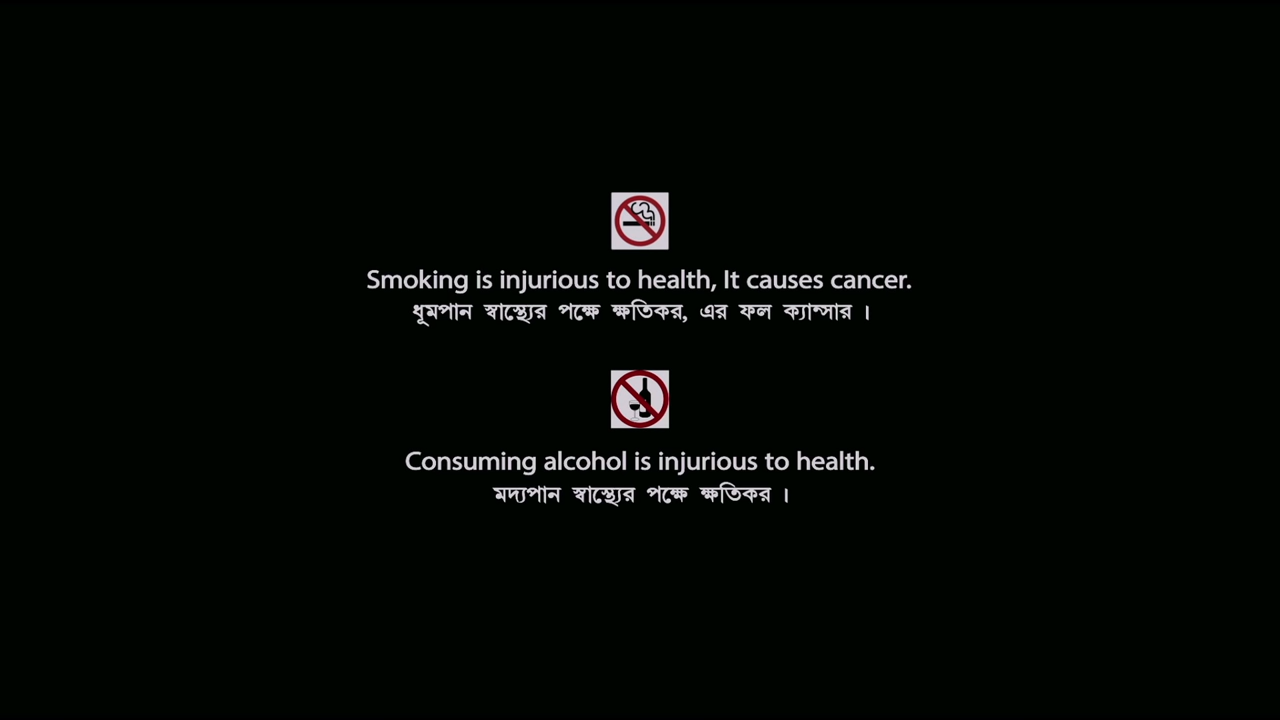 Smoking is injurious to health, It causes cancer.
ধূমপান স্বাস্থ্যের পক্ষে ক্ষতিকর, এর ফল ক্যান্সার ।
Consuming alcohol is injurious to health.
মদ্যপান স্বাস্থ্যের পক্ষে ক্ষতিকর ।